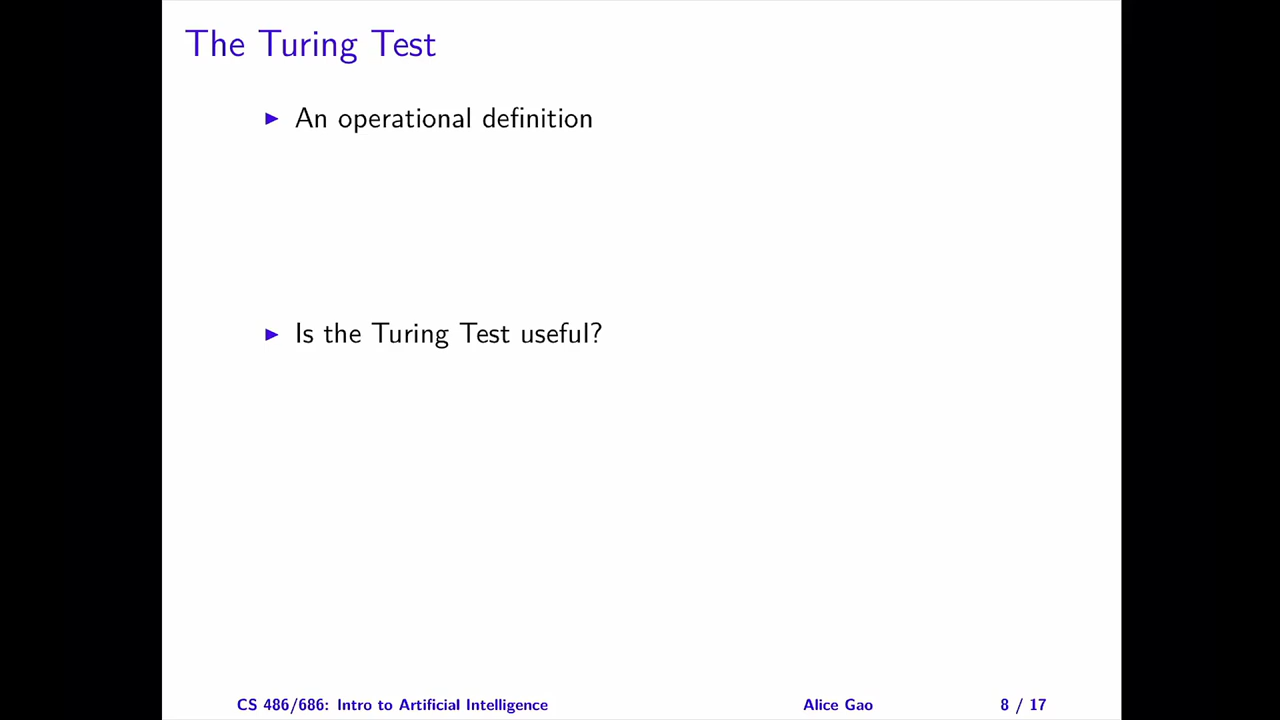 The Turing Test
▶ An operational definition
▶ Is the Turing Test useful?
CS 486/686: Intro to Artificial Intelligence Alice Gao 8 / 17